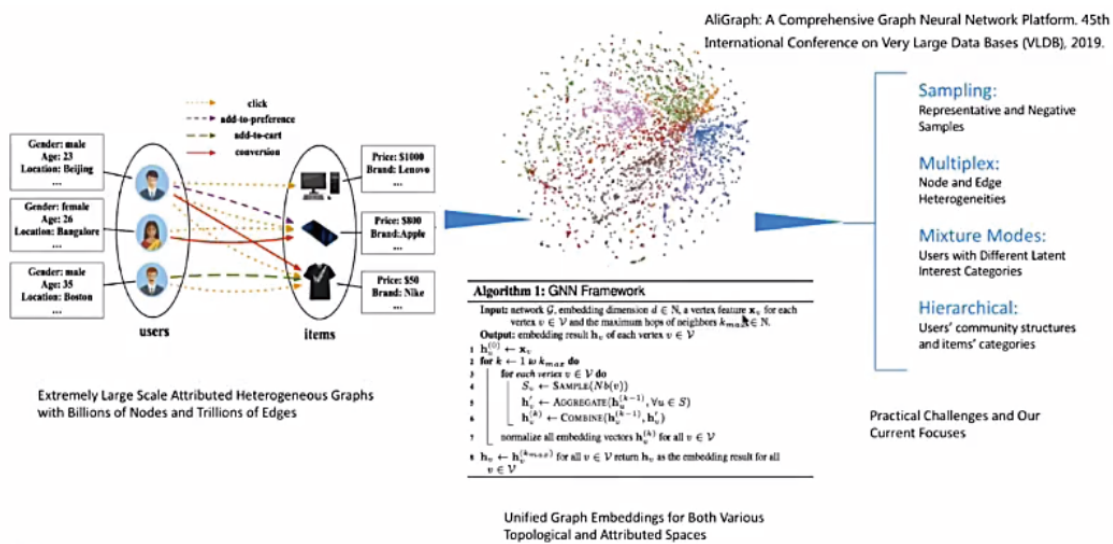 AliGraph: A Comprehensive Graph Neural Network Platform. 45th
International Conference on Very Large Data Bases (VLDB), 2019.
click
add-to-preference
add-to-cart
conversion
Gender: male
Age: 23
Location: Beijing
...
Gender: female
Age: 26
Location: Bangalore
...
Gender: male
Age: 35
Location: Boston
...
users
Price: $1000
Brand: Lenovo
...
Price: $800
Brand:Apple
...
Price: $50
Brand: Nike
...
items
Extremely Large Scale Attributed Heterogeneous Graphs
with Billions of Nodes and Trillions of Edges
Algorithm 1: GNN Framework
Input: network 𝒢, embedding dimension d ∈ ℕ, a vertex feature x_v for each
vertex v ∈ 𝒱 and the maximum hops of neighbors k_max ∈ ℕ.
Output: embedding result h_v of each vertex v ∈ 𝒱
1 h_v^(0) ← x_v
2 for k ← 1 to k_max do
3 for each vertex v ∈ 𝒱 do
4 S_v ← SAMPLE(Nb(v))
5 h'_v ← AGGREGATE(h_u^(k-1), ∀u ∈ S)
6 h_v^(k) ← COMBINE(h_v^(k-1), h'_v)
7 normalize all embedding vectors h_v^(k) for all v ∈ 𝒱
8 h_v ← h_v^(k_max) for all v ∈ 𝒱 return h_v as the embedding result for all
v ∈ 𝒱
Unified Graph Embeddings for Both Various
Topological and Attributed Spaces
Sampling:
Representative and Negative
Samples
Multiplex:
Node and Edge
Heterogeneities
Mixture Modes:
Users with Different Latent
Interest Categories
Hierarchical:
Users' community structures
and items' categories
Practical Challenges and Our
Current Focuses